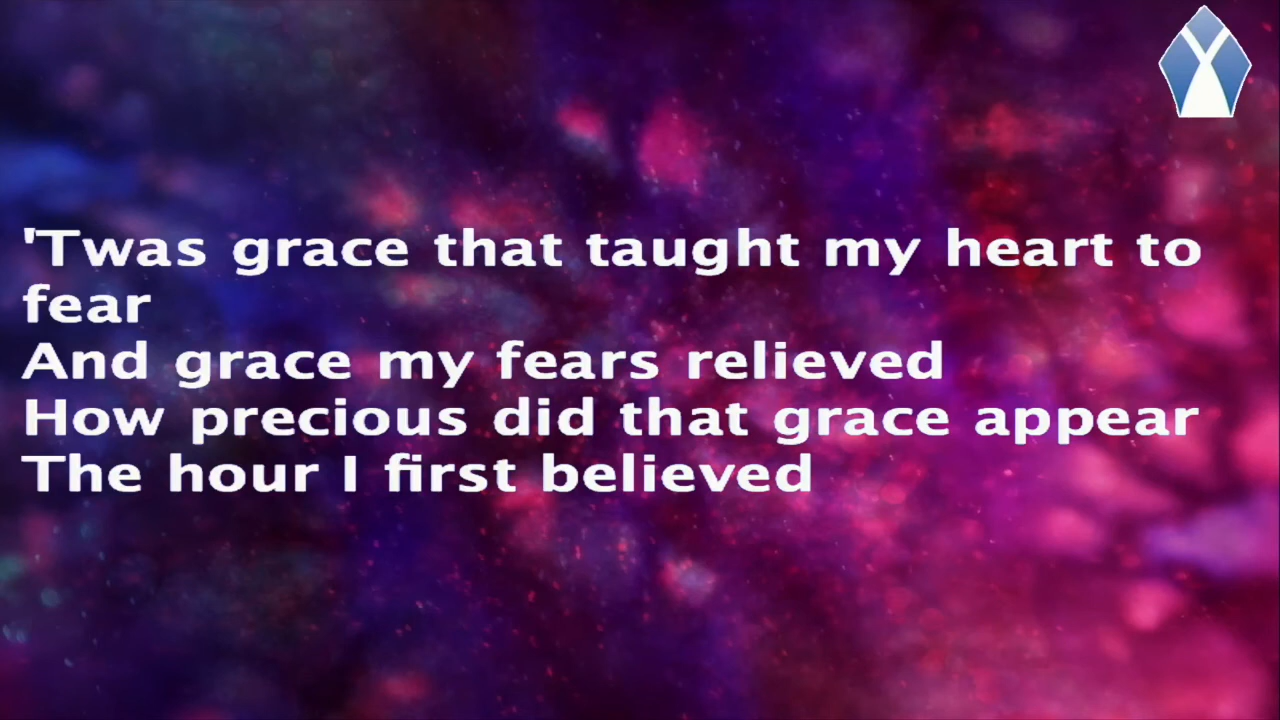 'Twas grace that taught my heart to
fear
And grace my fears relieved
How precious did that grace appear
The hour I first believed